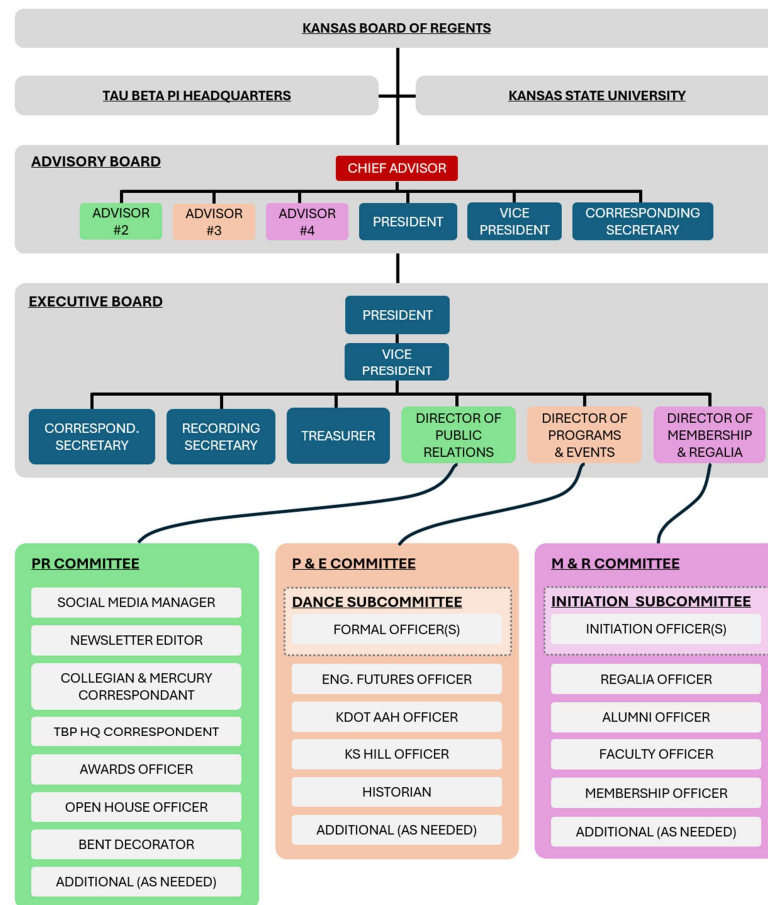 KANSAS BOARD OF REGENTS
TAU BETA PI HEADQUARTERS
KANSAS STATE UNIVERSITY
ADVISORY BOARD
CHIEF ADVISOR
ADVISOR
#2
ADVISOR
#3
ADVISOR
#4
PRESIDENT
VICE
PRESIDENT
CORRESPONDING
SECRETARY
EXECUTIVE BOARD
PRESIDENT
VICE
PRESIDENT
CORRESPOND.
SECRETARY
RECORDING
SECRETARY
TREASURER
DIRECTOR OF
PUBLIC
RELATIONS
DIRECTOR OF
PROGRAMS
& EVENTS
DIRECTOR OF
MEMBERSHIP
& REGALIA
PR COMMITTEE
SOCIAL MEDIA MANAGER
NEWSLETTER EDITOR
COLLEGIAN & MERCURY
CORRESPONDANT
TBP HQ CORRESPONDENT
AWARDS OFFICER
OPEN HOUSE OFFICER
BENT DECORATOR
ADDITIONAL (AS NEEDED)
P & E COMMITTEE
DANCE SUBCOMMITTEE
FORMAL OFFICER(S)
ENG. FUTURES OFFICER
KDOT AAH OFFICER
KS HILL OFFICER
HISTORIAN
ADDITIONAL (AS NEEDED)
M & R COMMITTEE
INITIATION SUBCOMMITTEE
INITIATION OFFICER(S)
REGALIA OFFICER
ALUMNI OFFICER
FACULTY OFFICER
MEMBERSHIP OFFICER
ADDITIONAL (AS NEEDED)